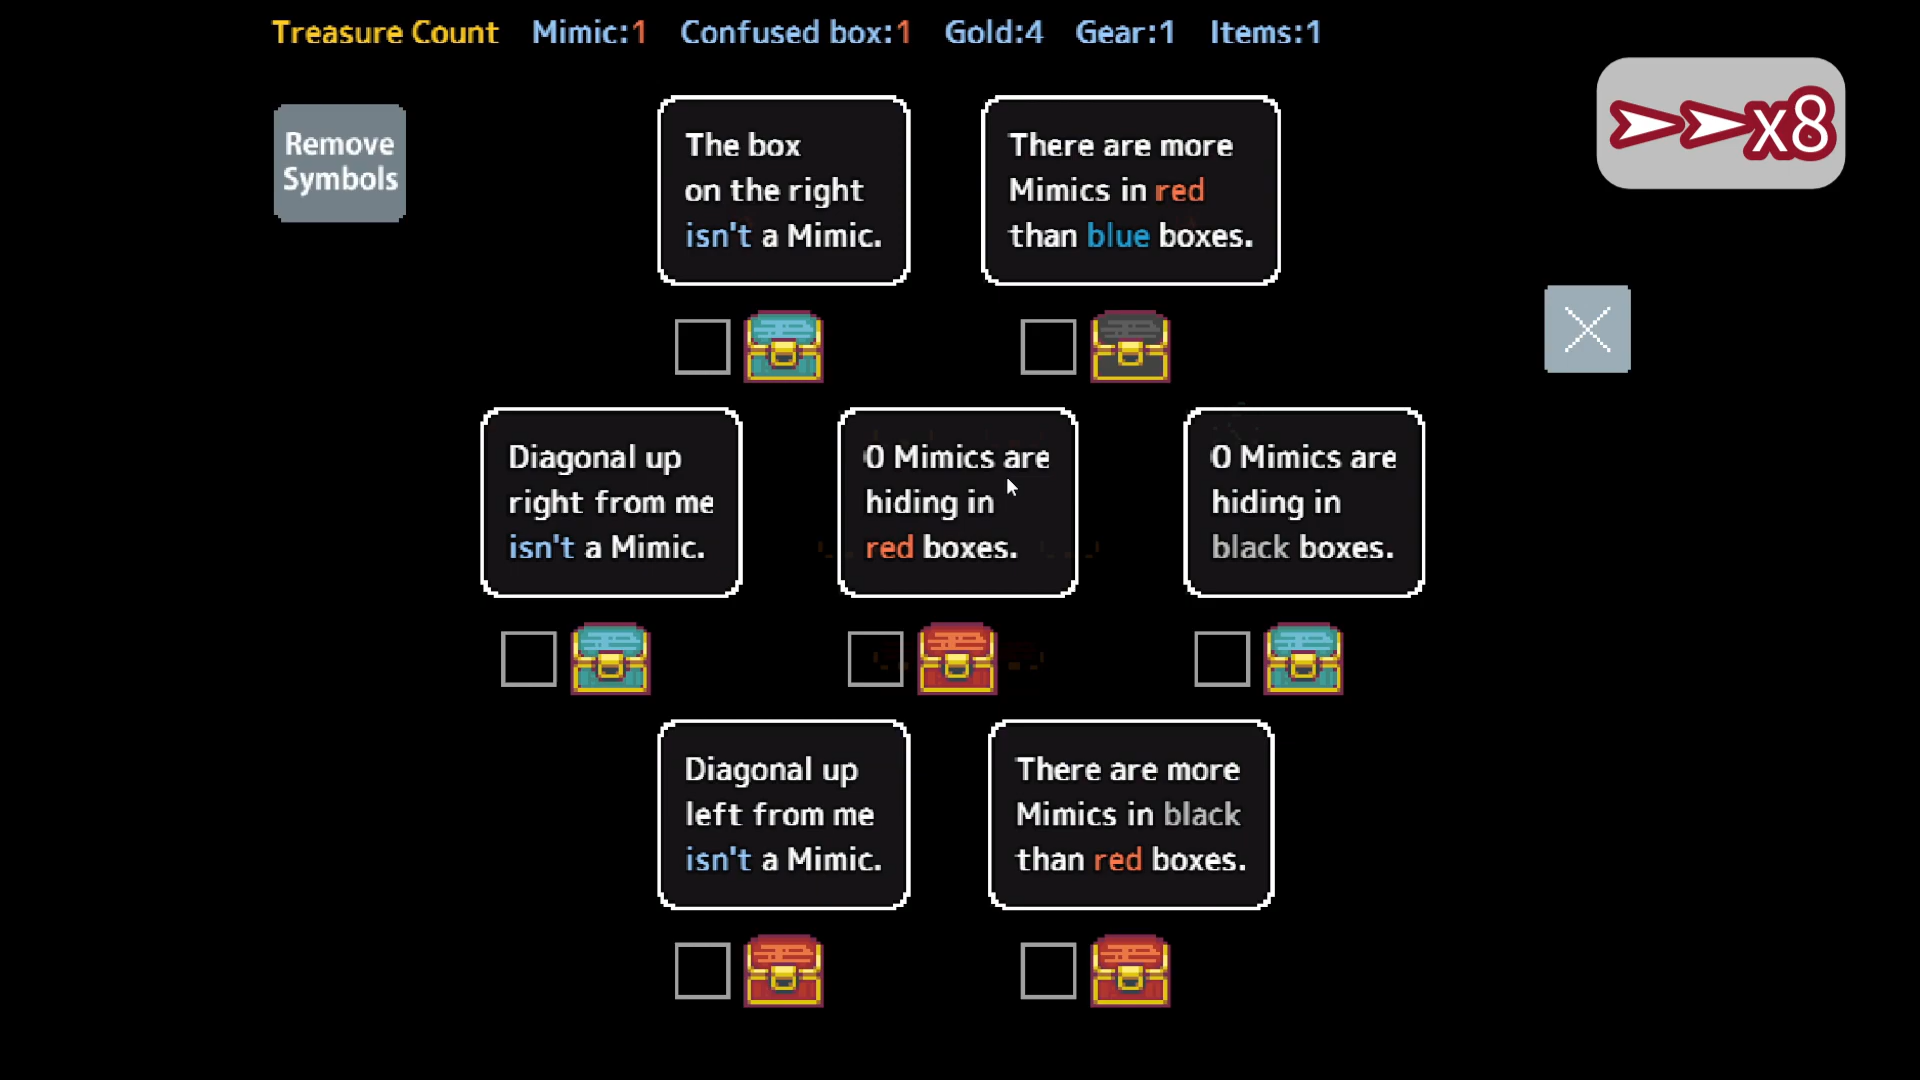 Treasure Count Mimic:1 Confused box:1 Gold:4 Gear:1 Items:1
Remove
Symbols
x8
The box
on the right
isn't a Mimic.
There are more
Mimics in red
than blue boxes.
Diagonal up
right from me
isn't a Mimic.
0 Mimics are
hiding in
red boxes.
0 Mimics are
hiding in
black boxes.
Diagonal up
left from me
isn't a Mimic.
There are more
Mimics in black
than red boxes.